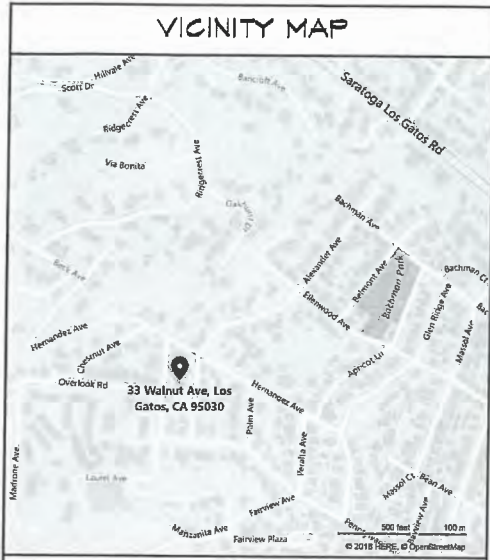 VICINITY MAP
Hillvale Ave
Scott Dr
Bancroft Ave
Saratoga Los Gatos Rd
Ridgecrest Ave
Via Bonita
Ridgecrest Ave
Bachman Ave
Alexander Ave
Belmont Ave
Bachman Park
Bachman Ct
Glen Ridge Ave
Massol Ave
Ellenwood Ave
Apricot Ln
Hernandez Ave
Chestnut Ave
Overlook Rd
33 Walnut Ave, Los
Gatos, CA 95030
Hernandez Ave
Palm Ave
Peralta Ave
Madrone Ave
Laurel Ave
Massol Ct
Bean Ave
Fairview Ave
Manzanita Ave
Fairview Plaza
500 feet
100 m
© 2018 HERE, © OpenStreetMap